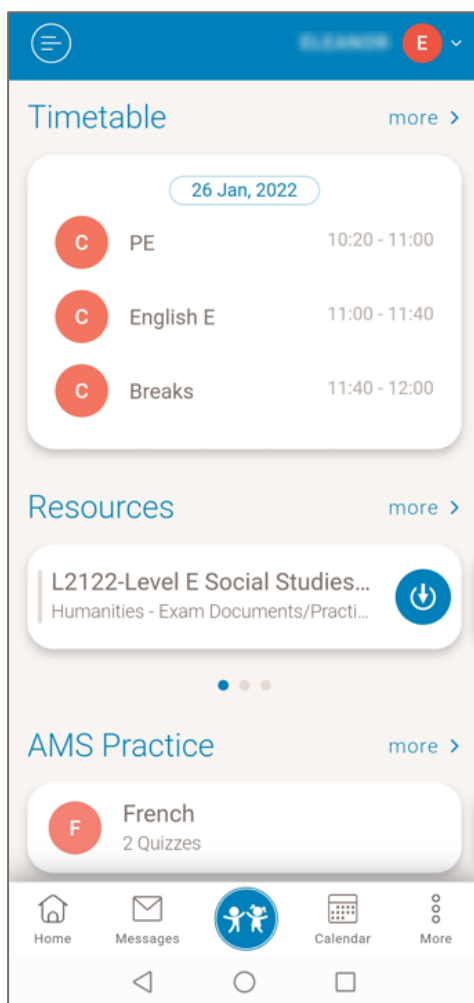 E
Timetable more >
26 Jan, 2022
C PE 10:20 - 11:00
C English E 11:00 - 11:40
C Breaks 11:40 - 12:00
Resources more >
L2122-Level E Social Studies...
Humanities - Exam Documents/Practi...
AMS Practice more >
F French
2 Quizzes
Home Messages Calendar More